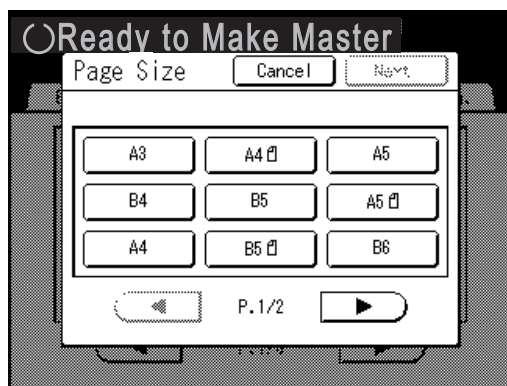 Ready to Make Master
Page Size Cancel Next
A3 A4 A5
B4 B5 A5
A4 B5 B6
P.1/2